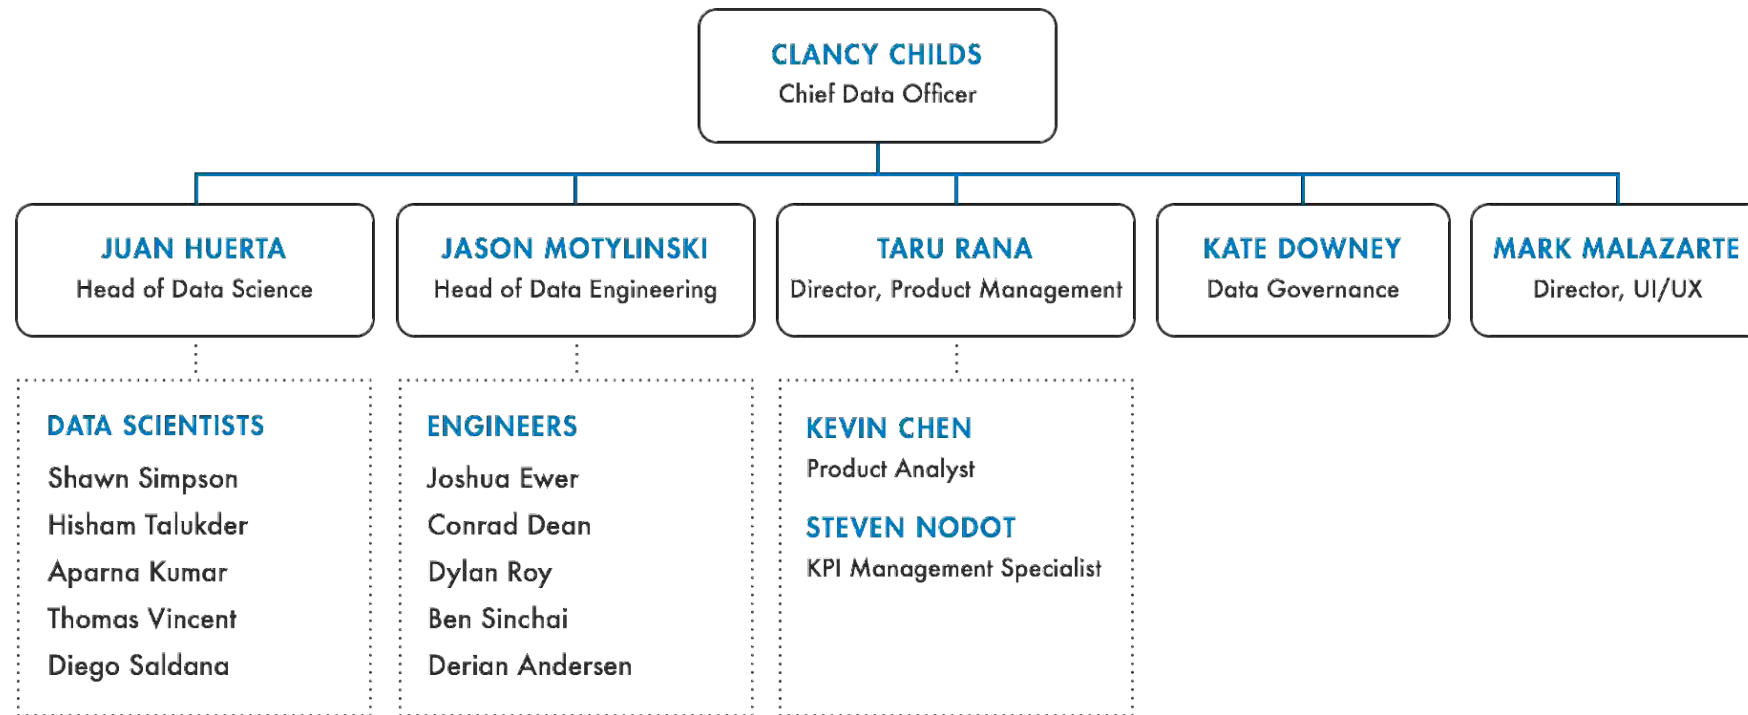 CLANCY CHILDS
Chief Data Officer
JUAN HUERTA
Head of Data Science
JASON MOTYLINSKI
Head of Data Engineering
TARU RANA
Director, Product Management
KATE DOWNEY
Data Governance
MARK MALAZARTE
Director, UI/UX
DATA SCIENTISTS
Shawn Simpson
Hisham Talukder
Aparna Kumar
Thomas Vincent
Diego Saldana
ENGINEERS
Joshua Ewer
Conrad Dean
Dylan Roy
Ben Sinchai
Derian Andersen
KEVIN CHEN
Product Analyst
STEVEN NODOT
KPI Management Specialist